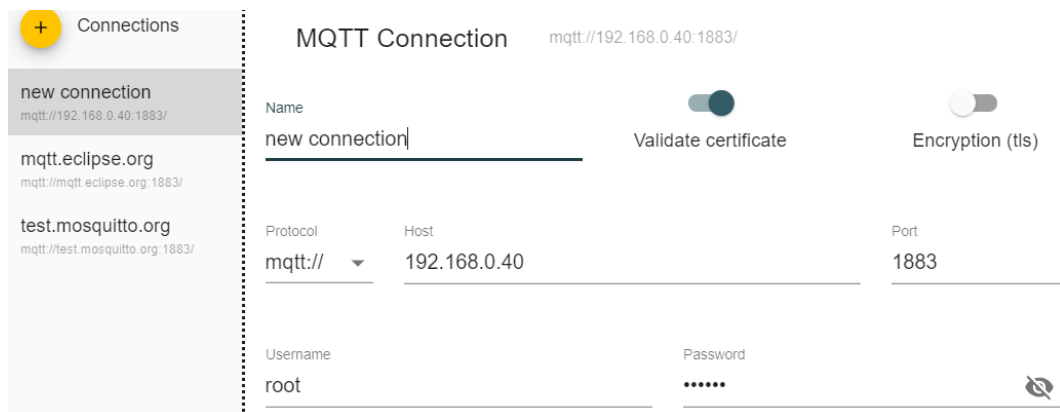 + Connections
new connection
mqtt://192.168.0.40:1883/
mqtt.eclipse.org
mqtt://mqtt.eclipse.org:1883/
test.mosquitto.org
mqtt://test.mosquitto.org:1883/
MQTT Connection mqtt://192.168.0.40:1883/
Name
new connection
Validate certificate Encryption (tls)
Protocol Host Port
mqtt:// 192.168.0.40 1883
Username Password
root ••••••